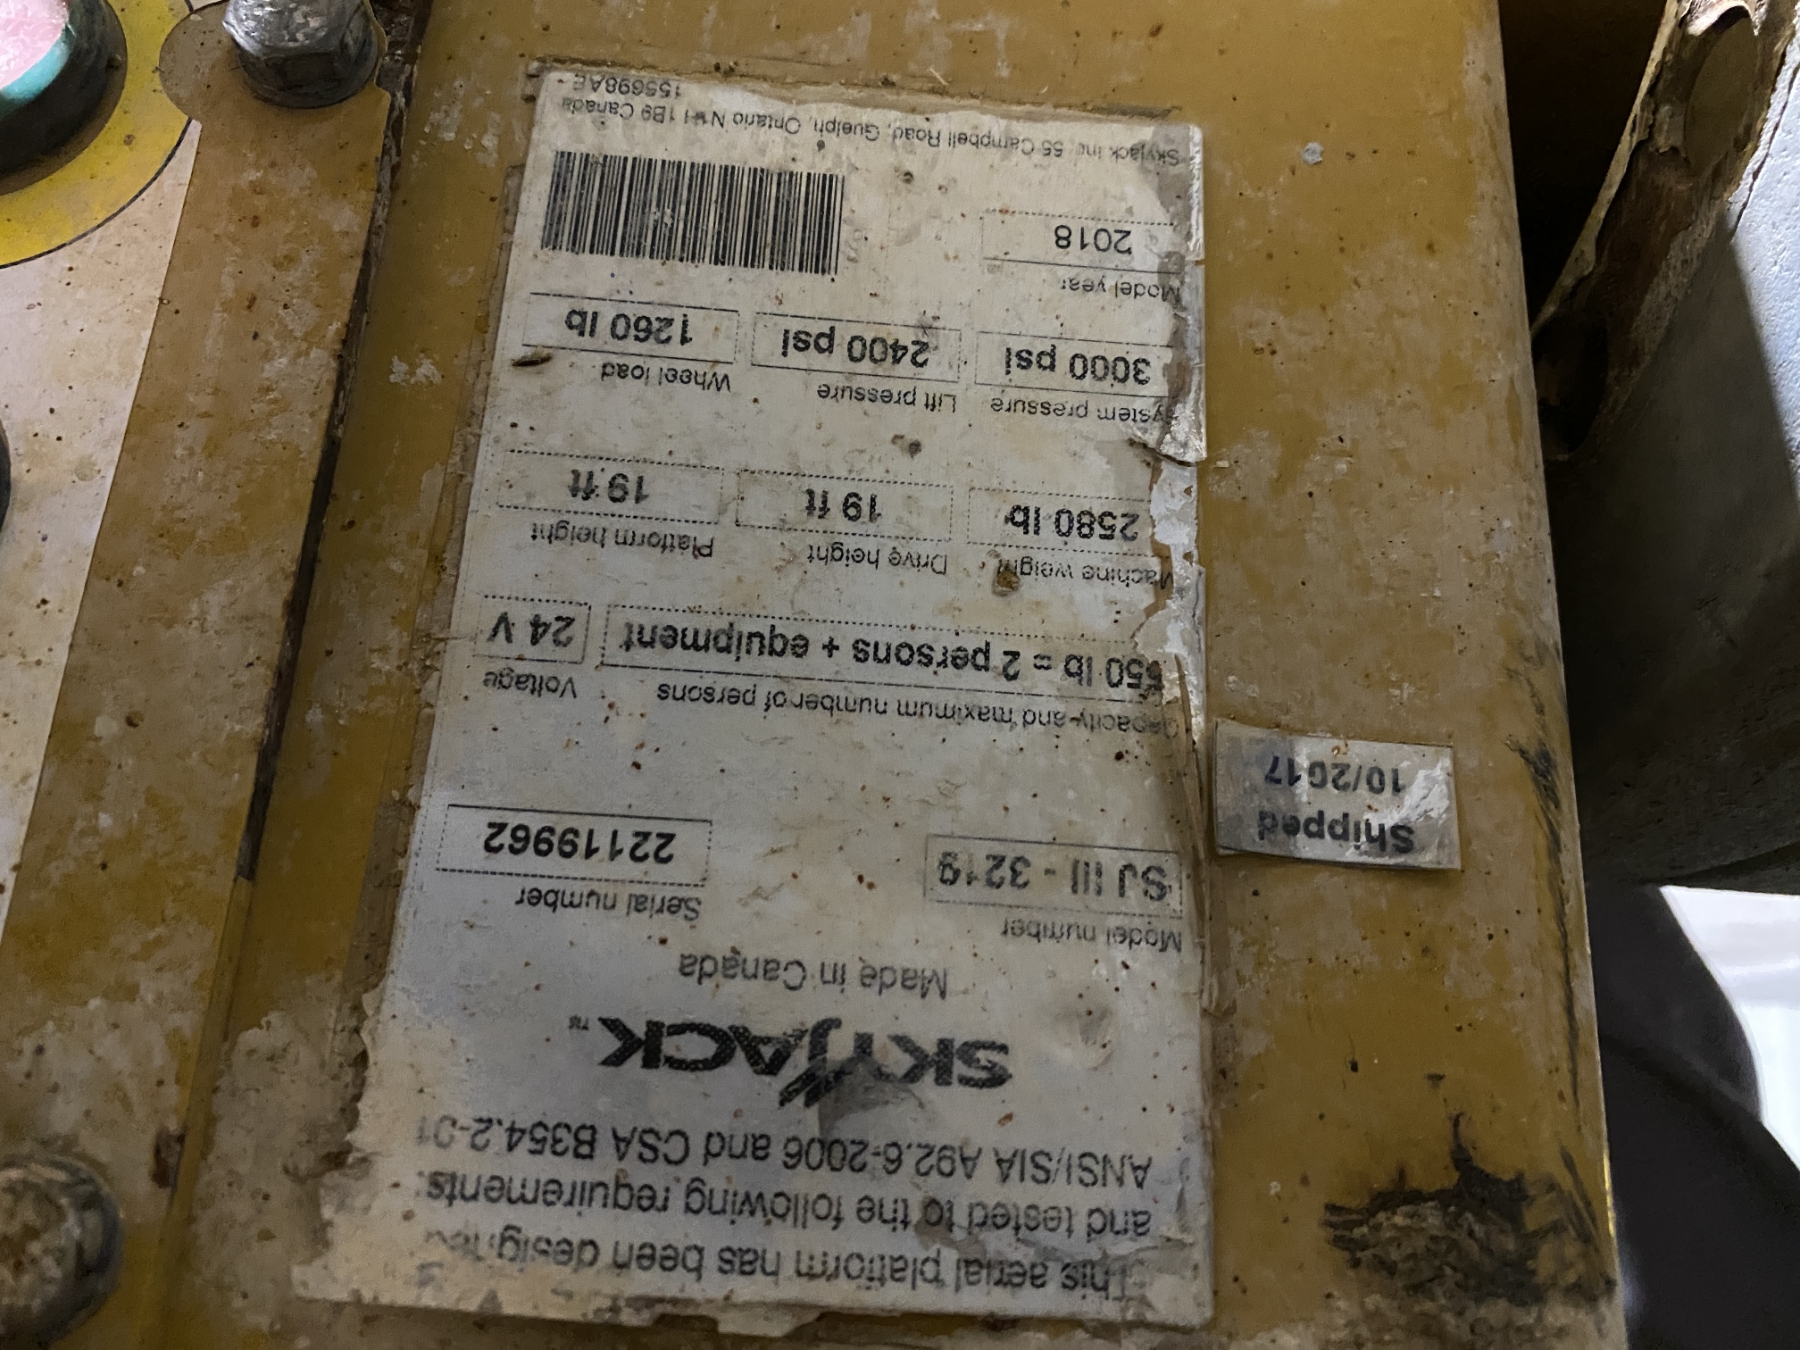 This aerial platform has been designed
and tested to the following requirements:
ANSI/SIA A92.6-2006 and CSA B354.2-01
SKYJACK™
Made in Canada
Model number Serial number
SJ III - 3219 22119962
Shipped
10/2017
Capacity and maximum number of persons Voltage
550 lb = 2 persons + equipment 24 V
Machine weight Drive height Platform height
2580 lb 19 ft 19 ft
System pressure Lift pressure Wheel load
3000 psi 2400 psi 1260 lb
Model year
2018
Skyjack Inc. 55 Campbell Road, Guelph, Ontario N1H 1B9 Canada
155698AE